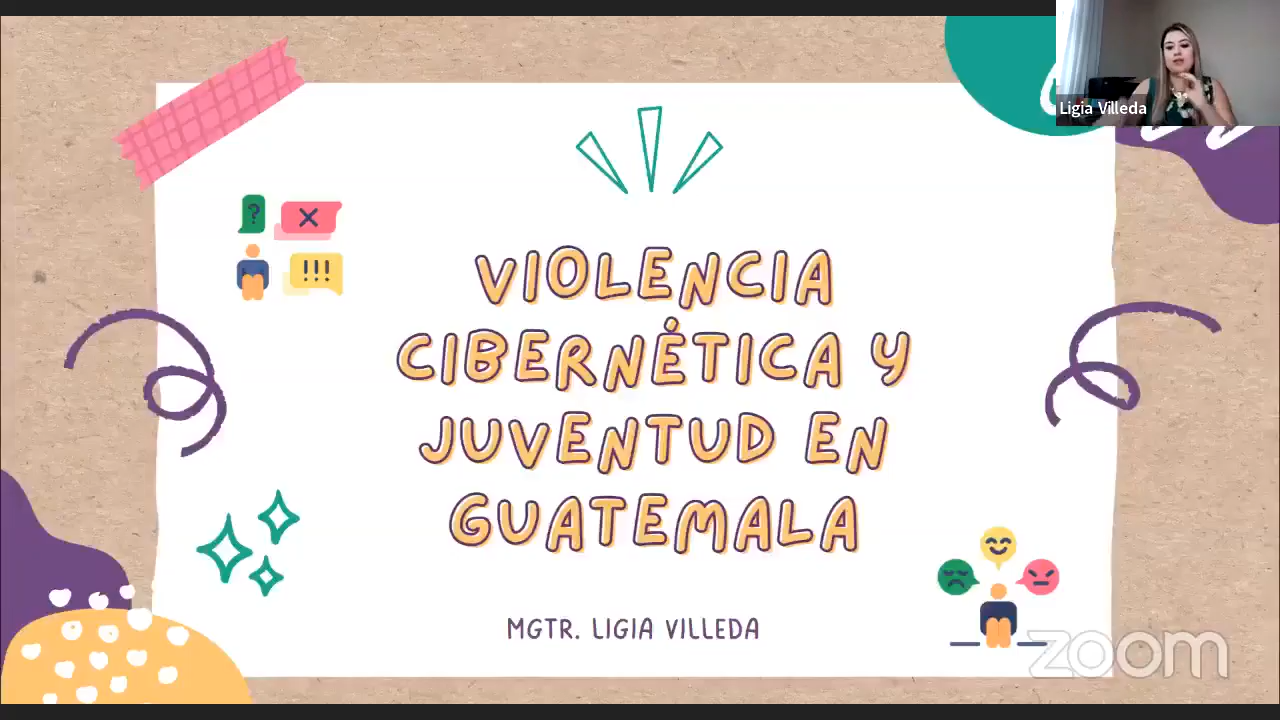 Ligia Villeda
?
!!!
VIOLENCIA
CIBERNÉTICA Y
JUVENTUD EN
GUATEMALA
MGTR. LIGIA VILLEDA
zoom